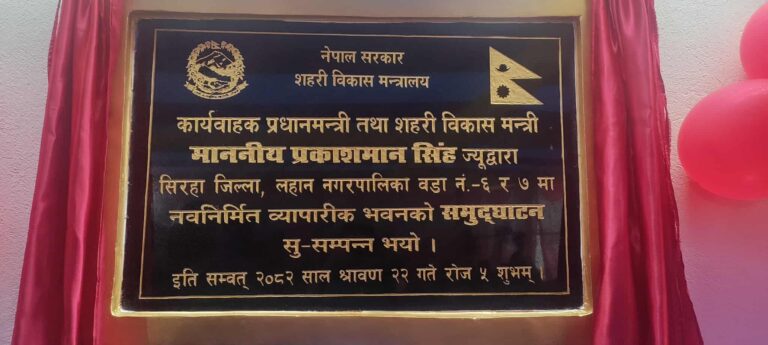 नेपाल सरकार
शहरी विकास मन्त्रालय
कार्यवाहक प्रधानमन्त्री तथा शहरी विकास मन्त्री
माननीय प्रकाशमान सिंह ज्यूद्वारा
सिरहा जिल्ला, लहान नगरपालिका वडा नं.-६ र ७ मा
नवनिर्मित व्यापारीक भवनको समुद्घाटन
सु-सम्पन्न भयो ।
इति सम्वत् २०८२ साल श्रावण २२ गते रोज ५ शुभम् ।